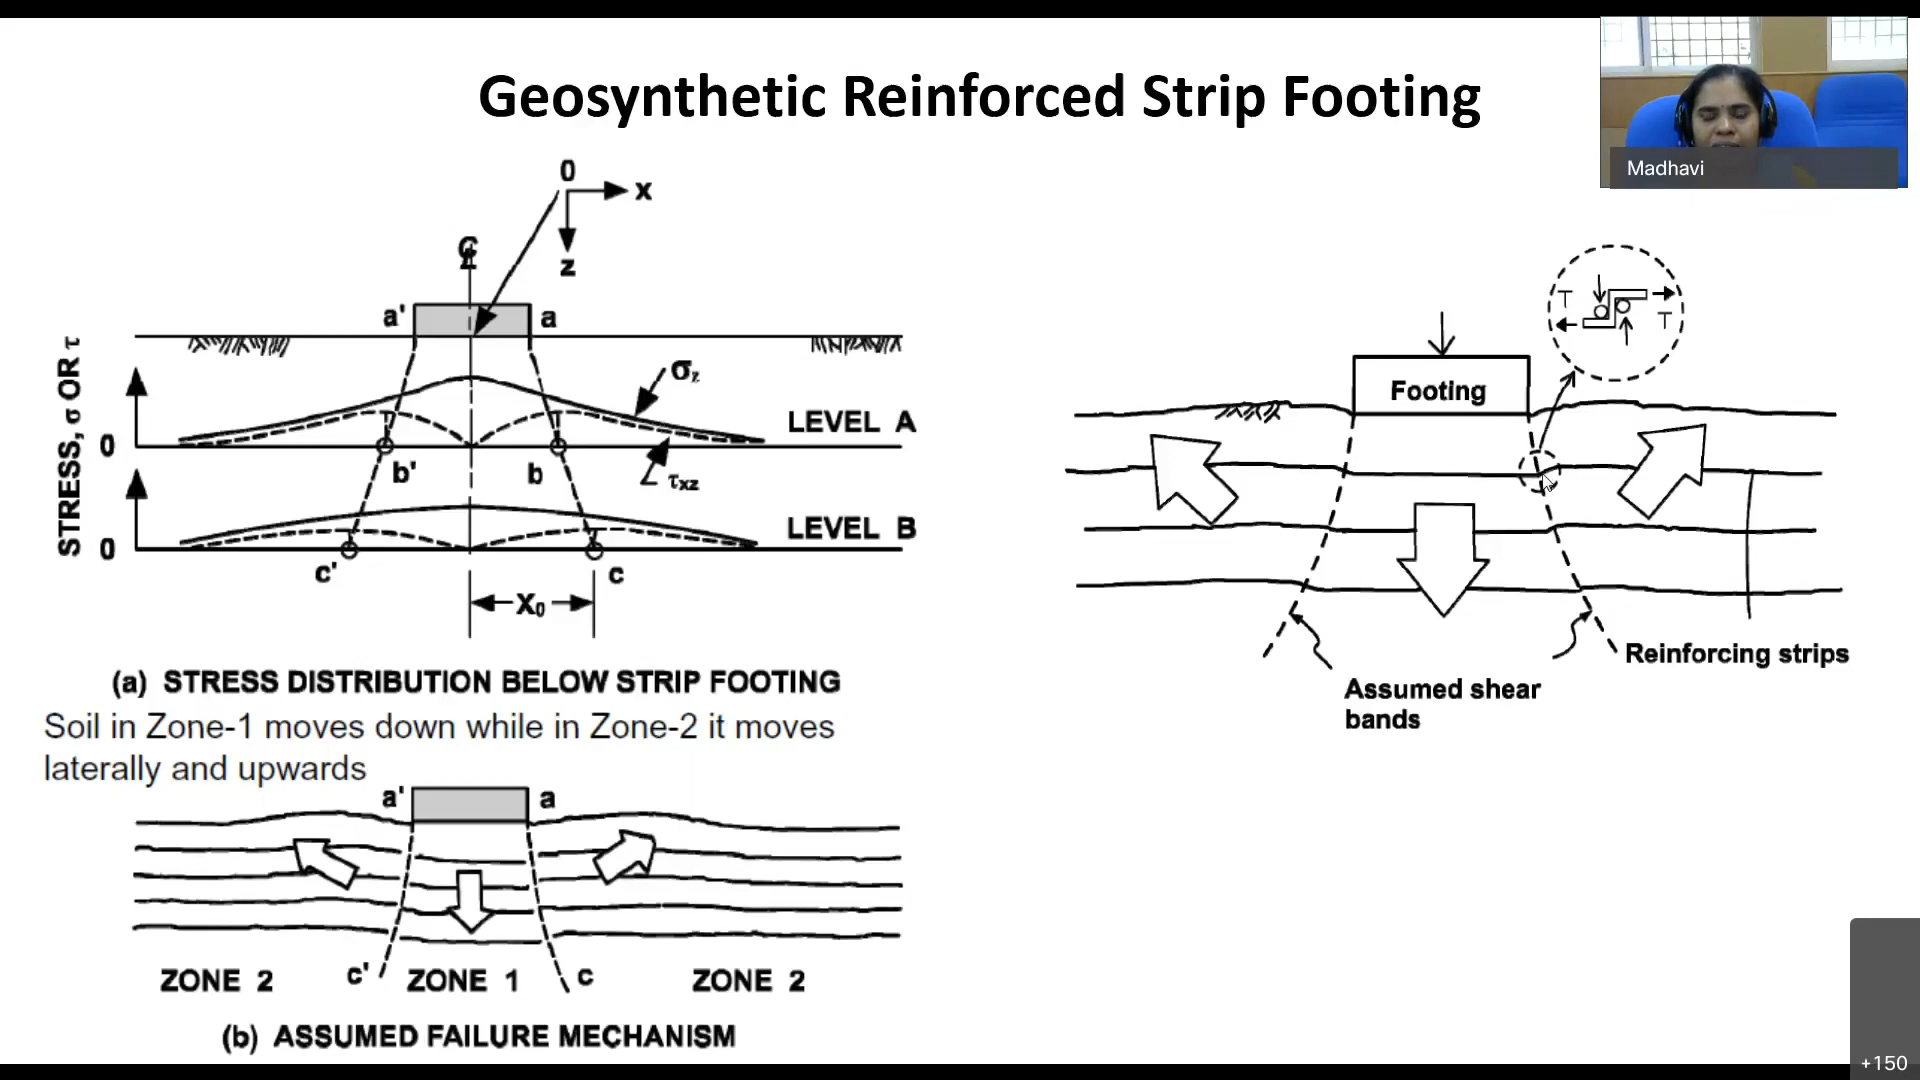 Geosynthetic Reinforced Strip Footing
Madhavi
0
x
z
℄
a'
a
STRESS, σ OR τ
σz
LEVEL A
0
b'
b
τxz
LEVEL B
0
c'
c
X0
(a) STRESS DISTRIBUTION BELOW STRIP FOOTING
Soil in Zone-1 moves down while in Zone-2 it moves
laterally and upwards
a'
a
ZONE 2
c'
ZONE 1
c
ZONE 2
(b) ASSUMED FAILURE MECHANISM
T
T
Footing
Reinforcing strips
Assumed shear
bands
+150